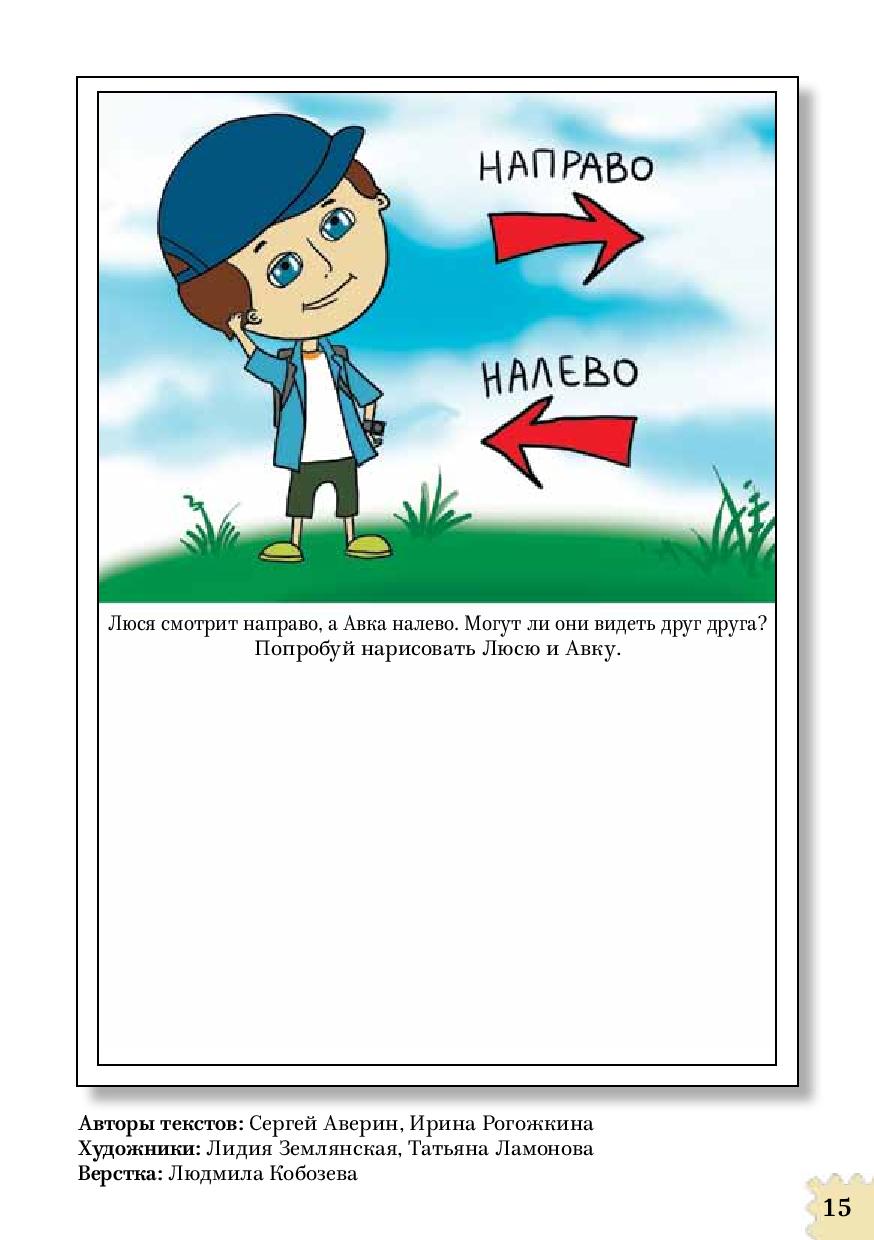 НАПРАВО
НАЛЕВО
Люся смотрит направо, а Авка налево. Могут ли они видеть друг друга?
Попробуй нарисовать Люсю и Авку.
Авторы текстов: Сергей Аверин, Ирина Рогожкина
Художники: Лидия Землянская, Татьяна Ламонова
Верстка: Людмила Кобозева
15